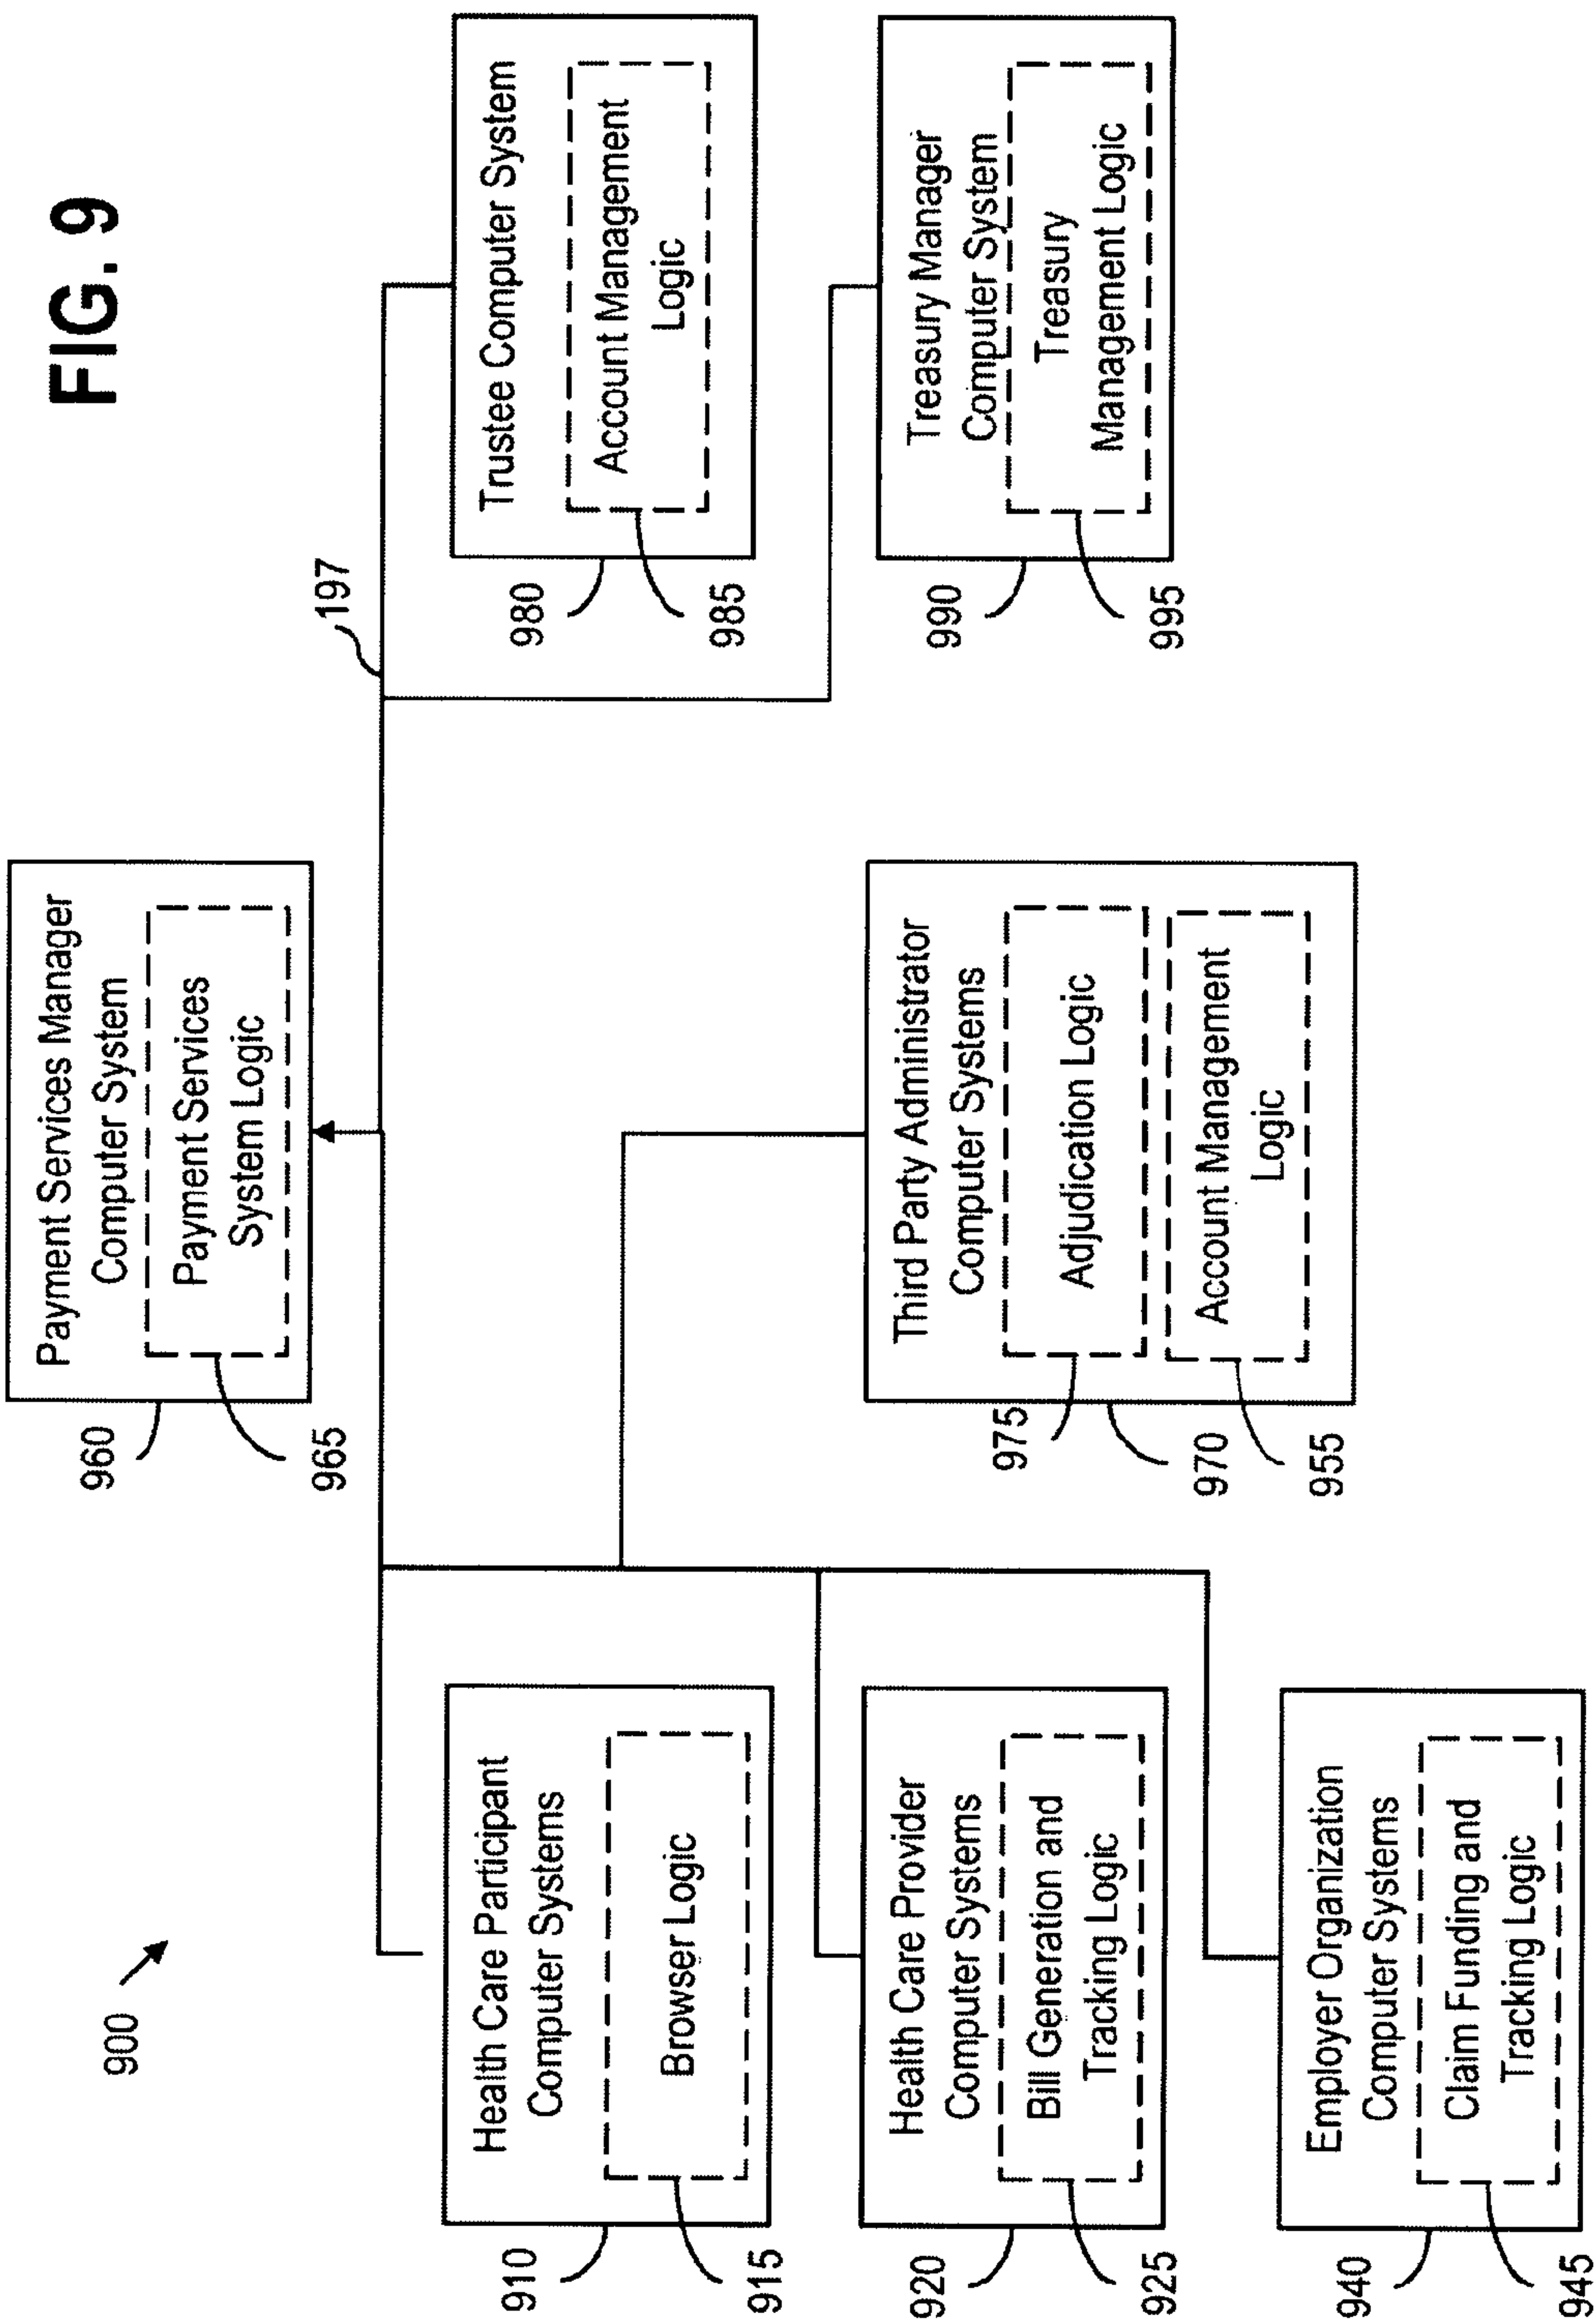 FIG. 9
900
Payment Services Manager
Computer System
Payment Services
System Logic
960
965
197
Health Care Participant
Computer Systems
Browser Logic
910
915
Health Care Provider
Computer Systems
Bill Generation and
Tracking Logic
920
925
Employer Organization
Computer Systems
Claim Funding and
Tracking Logic
940
945
Third Party Administrator
Computer Systems
Adjudication Logic
Account Management
Logic
975
970
955
Trustee Computer System
Account Management
Logic
980
985
Treasury Manager
Computer System
Treasury
Management Logic
990
995